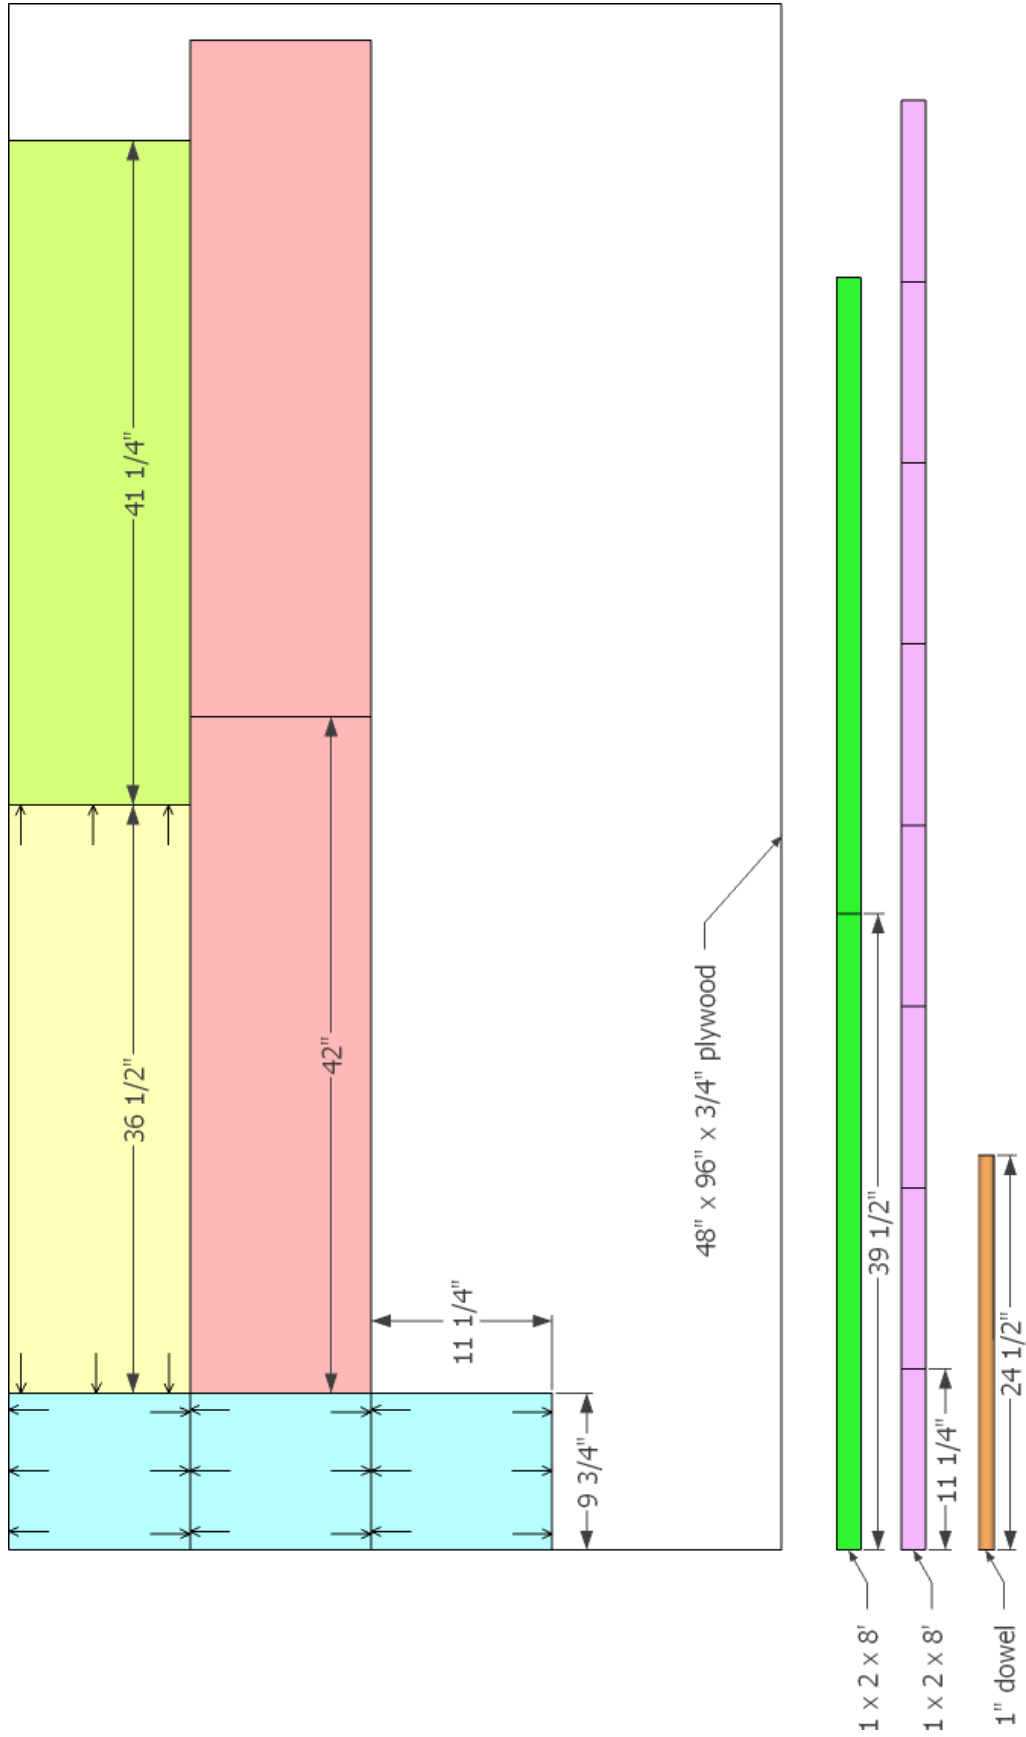 41 1/4"
36 1/2"
42"
11 1/4"
9 3/4"
48" x 96" x 3/4" plywood
39 1/2"
11 1/4"
24 1/2"
1 x 2 x 8'
1 x 2 x 8'
1" dowel